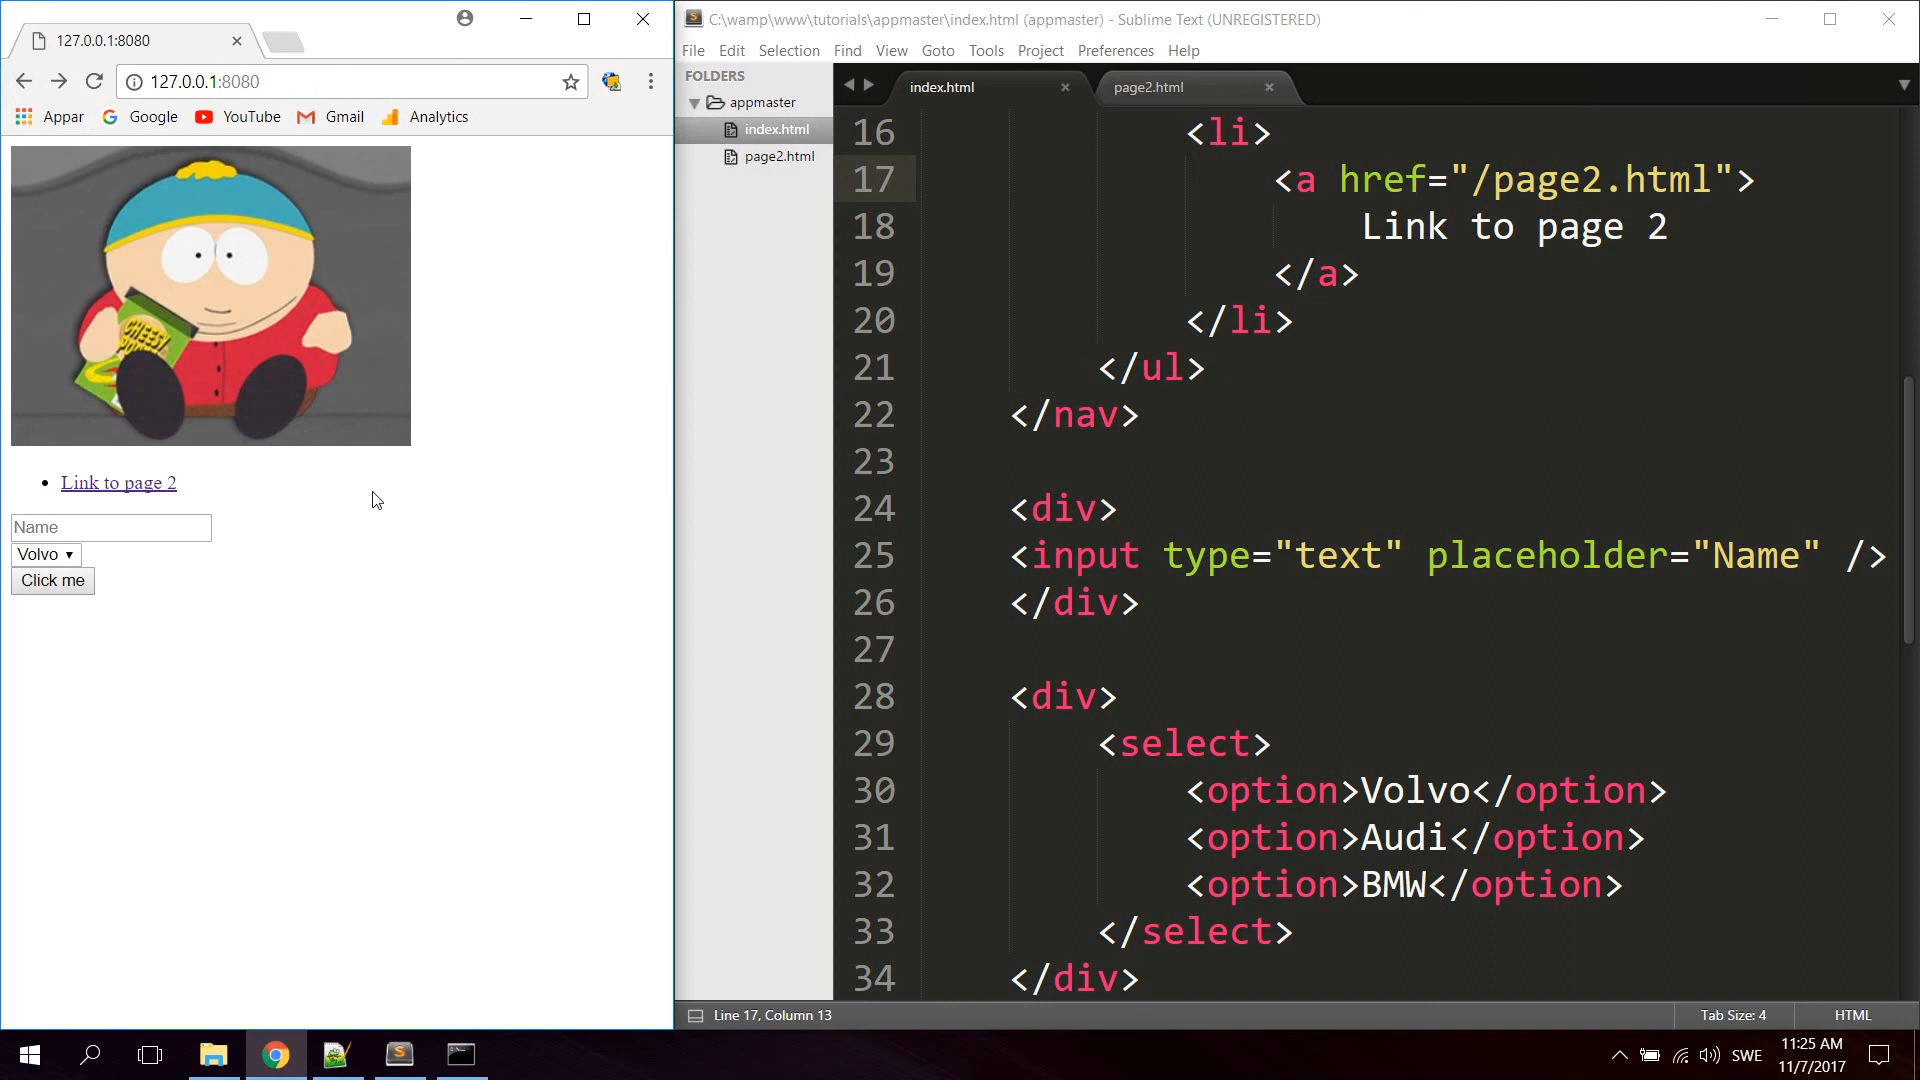 127.0.0.1:8080
127.0.0.1:8080
Appar Google YouTube Gmail Analytics
CHEESY
Link to page 2
Name
Volvo
Click me
C:\wamp\www\tutorials\appmaster\index.html (appmaster) - Sublime Text (UNREGISTERED)
File Edit Selection Find View Goto Tools Project Preferences Help
FOLDERS
appmaster
index.html
page2.html
index.html page2.html
16 <li>
17 <a href="/page2.html">
18 Link to page 2
19 </a>
20 </li>
21 </ul>
22 </nav>
23
24 <div>
25 <input type="text" placeholder="Name" />
26 </div>
27
28 <div>
29 <select>
30 <option>Volvo</option>
31 <option>Audi</option>
32 <option>BMW</option>
33 </select>
34 </div>
Line 17, Column 13 Tab Size: 4 HTML
SWE
11:25 AM
11/7/2017